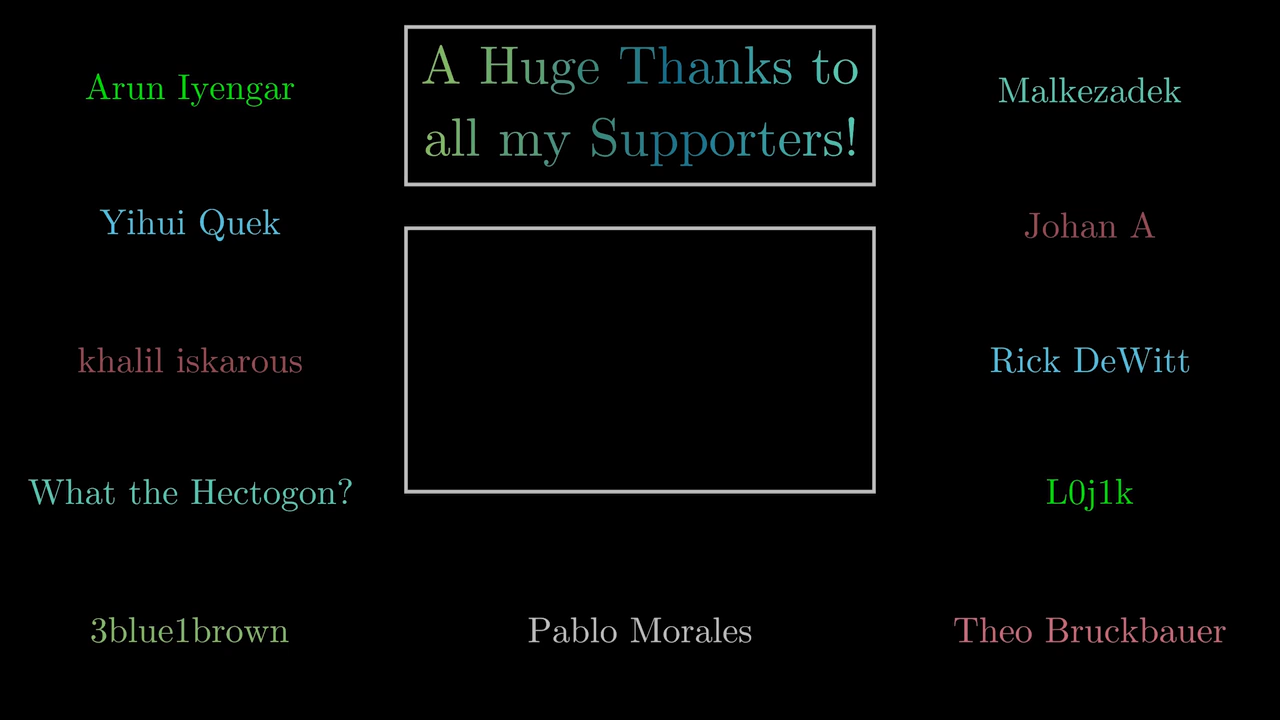 A Huge Thanks to
all my Supporters!
Arun Iyengar
Malkezadek
Yihui Quek
Johan A
khalil iskarous
Rick DeWitt
What the Hectogon?
L0j1k
3blue1brown
Pablo Morales
Theo Bruckbauer